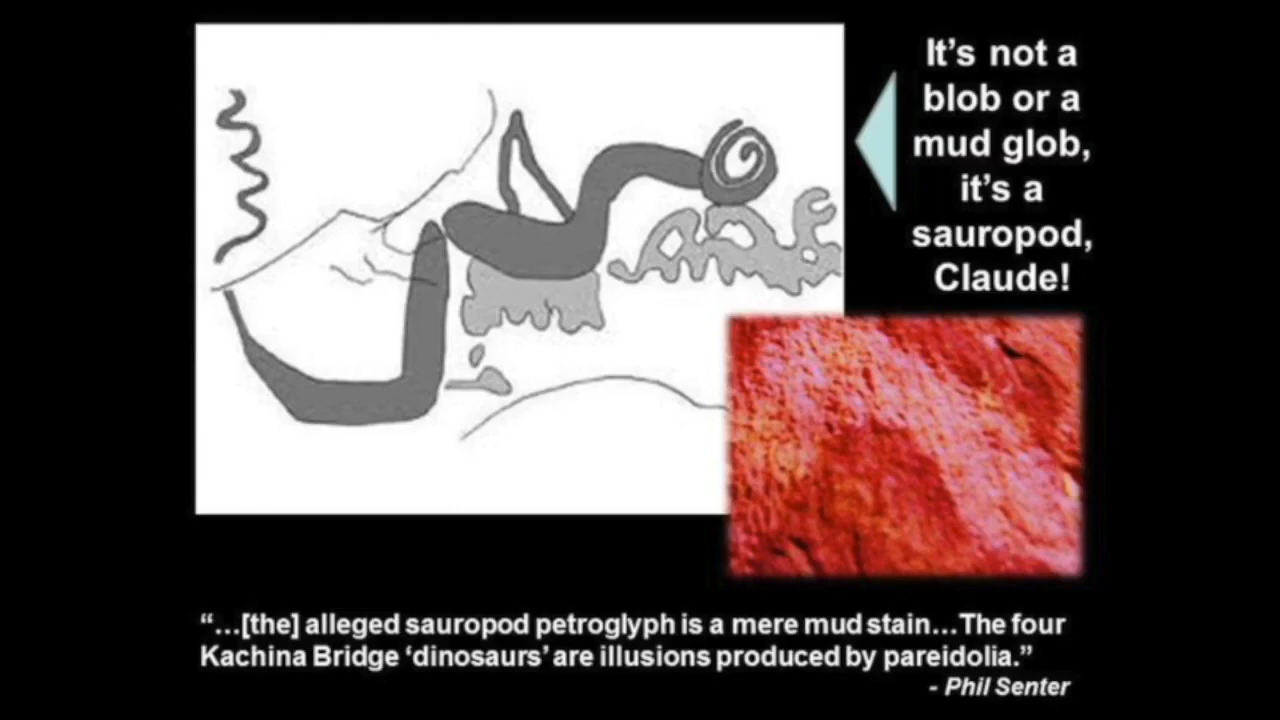 It’s not a
blob or a
mud glob,
it’s a
sauropod,
Claude!
“…[the] alleged sauropod petroglyph is a mere mud stain…The four
Kachina Bridge ‘dinosaurs’ are illusions produced by pareidolia.”
- Phil Senter